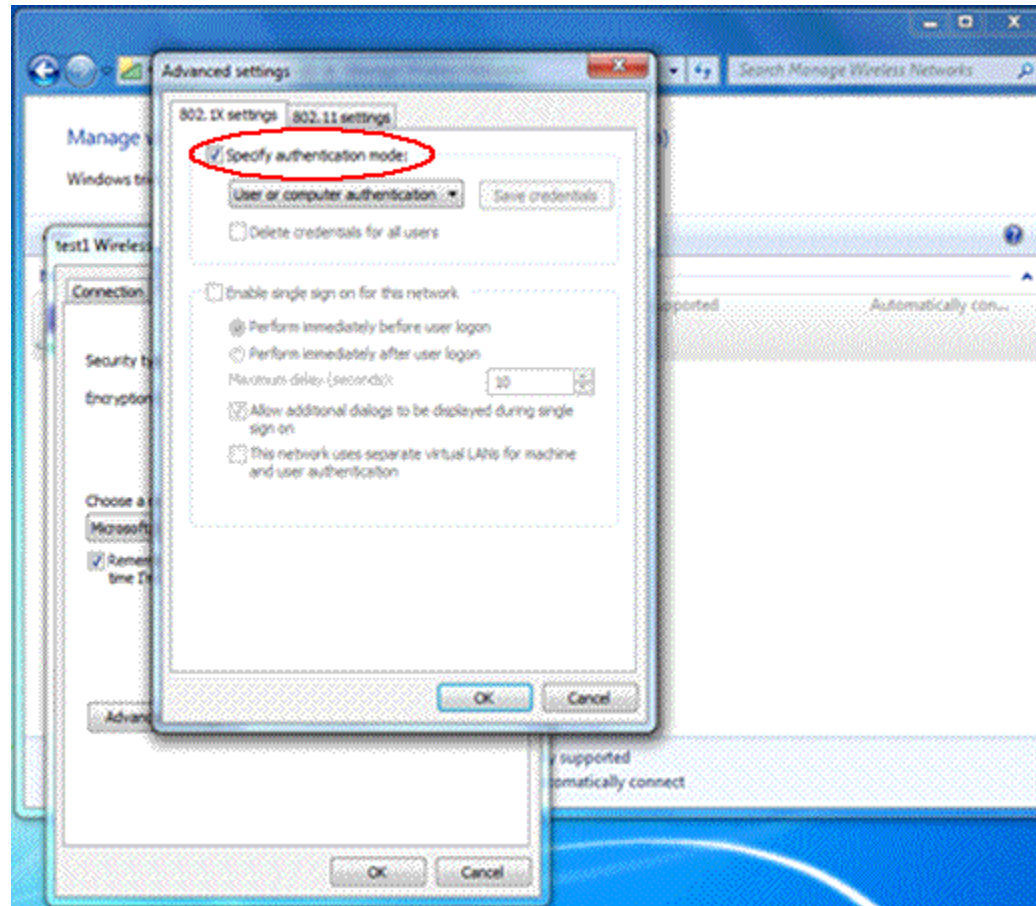 Search Manage Wireless Networks
Advanced settings
802.1X settings
802.11 settings
Manage
Specify authentication mode:
Windows
User or computer authentication
Save credentials
Delete credentials for all users
test1 Wireless
Connection
Enable single sign on for this network
upported
Automatically con...
Perform immediately before user logon
Perform immediately after user logon
Security ty
Maximum delay (seconds):
10
Encryption
Allow additional dialogs to be displayed during single
sign on
This network uses separate virtual LANs for machine
and user authentication
Choose a
Microsoft
Remem
time I'
OK
Cancel
Advanc
y supported
tomatically connect
OK
Cancel